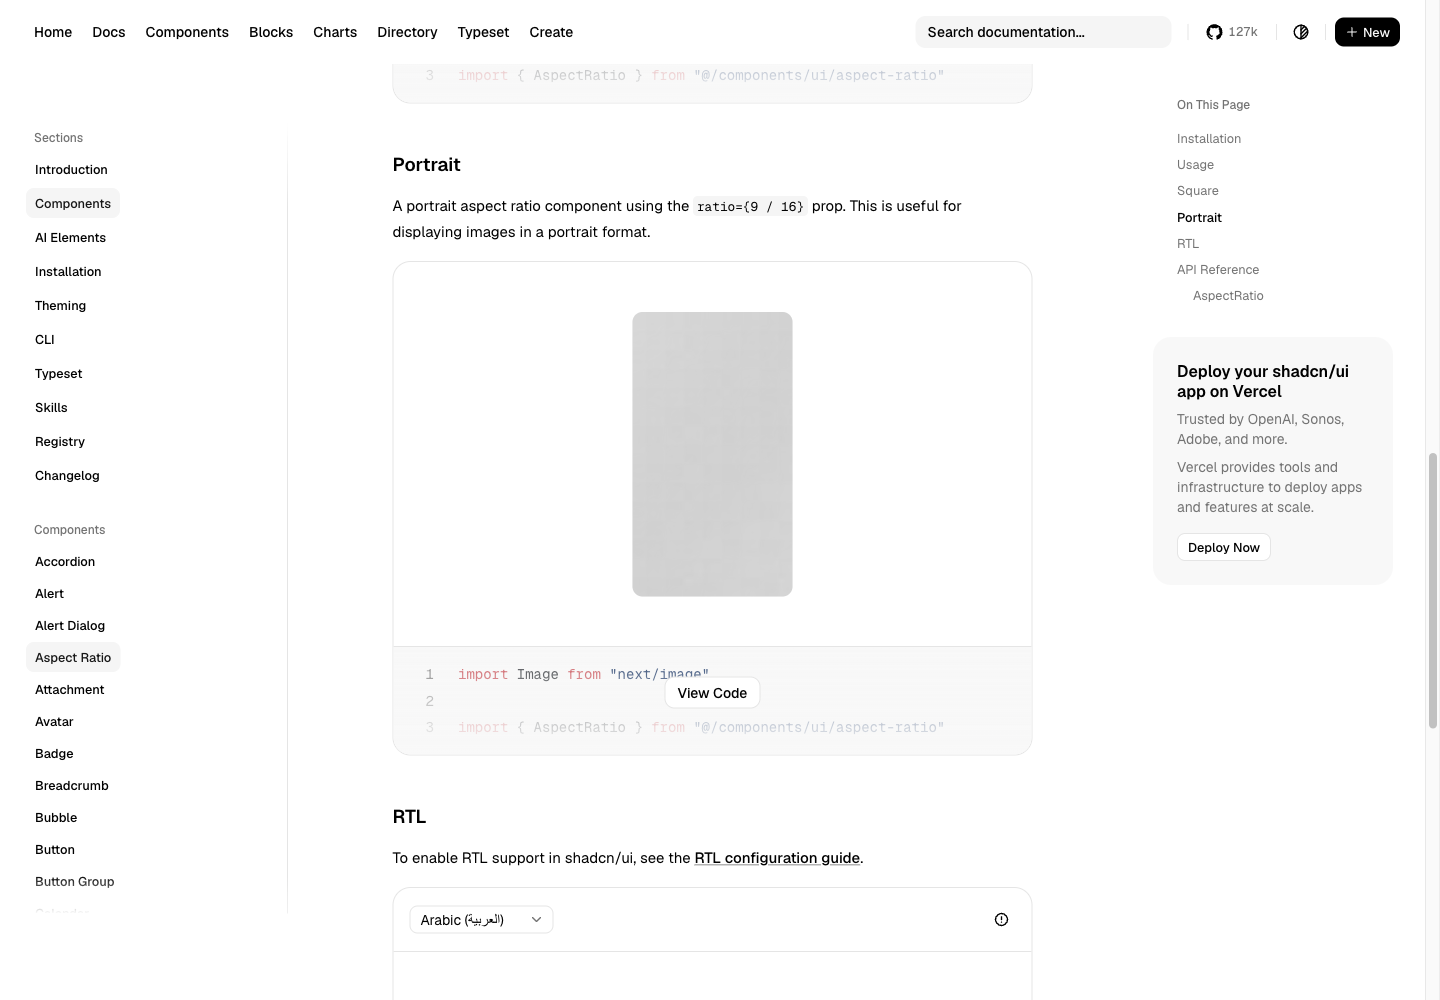 Home Docs Components Blocks Charts Directory Typeset Create
Search documentation...
127k
New
Sections
Introduction
Components
AI Elements
Installation
Theming
CLI
Typeset
Skills
Registry
Changelog
Components
Accordion
Alert
Alert Dialog
Aspect Ratio
Attachment
Avatar
Badge
Breadcrumb
Bubble
Button
Button Group
Calendar
3 import { AspectRatio } from "@/components/ui/aspect-ratio"
Portrait
A portrait aspect ratio component using the ratio={9 / 16} prop. This is useful for
displaying images in a portrait format.
1 import Image from "next/image"
2
View Code
3 import { AspectRatio } from "@/components/ui/aspect-ratio"
RTL
To enable RTL support in shadcn/ui, see the RTL configuration guide.
Arabic (العربية)
On This Page
Installation
Usage
Square
Portrait
RTL
API Reference
AspectRatio
Deploy your shadcn/ui
app on Vercel
Trusted by OpenAI, Sonos,
Adobe, and more.
Vercel provides tools and
infrastructure to deploy apps
and features at scale.
Deploy Now